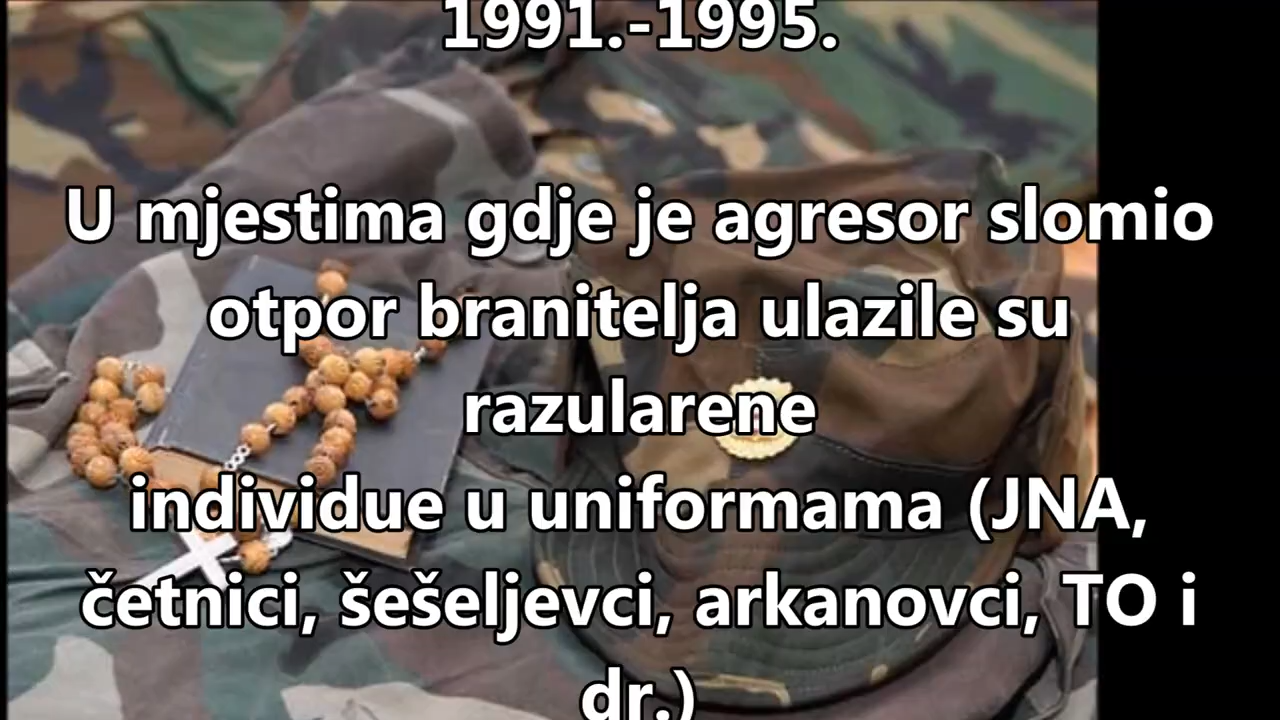 1991.-1995.
U mjestima gdje je agresor slomio
otpor branitelja ulazile su
razularene
individue u uniformama (JNA,
četnici, šešeljevci, arkanovci, TO i
dr.)